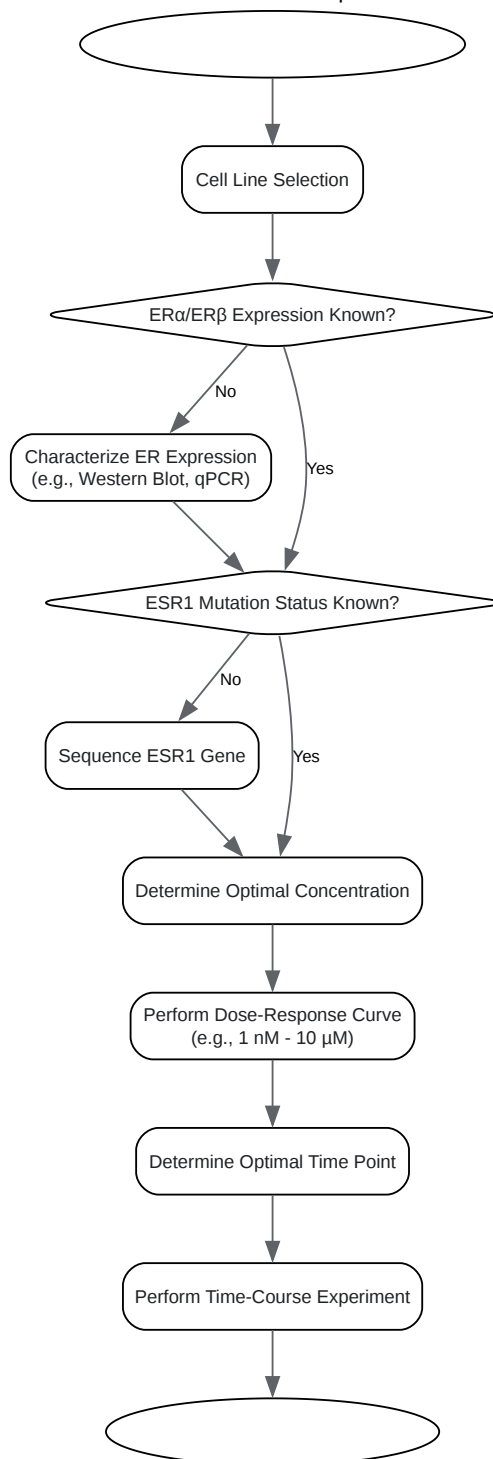 Cell Line Selection
ERα/ERβ Expression Known?
No
Characterize ER Expression
(e.g., Western Blot, qPCR)
Yes
ESR1 Mutation Status Known?
No
Sequence ESR1 Gene
Yes
Determine Optimal Concentration
Perform Dose-Response Curve
(e.g., 1 nM - 10 µM)
Determine Optimal Time Point
Perform Time-Course Experiment